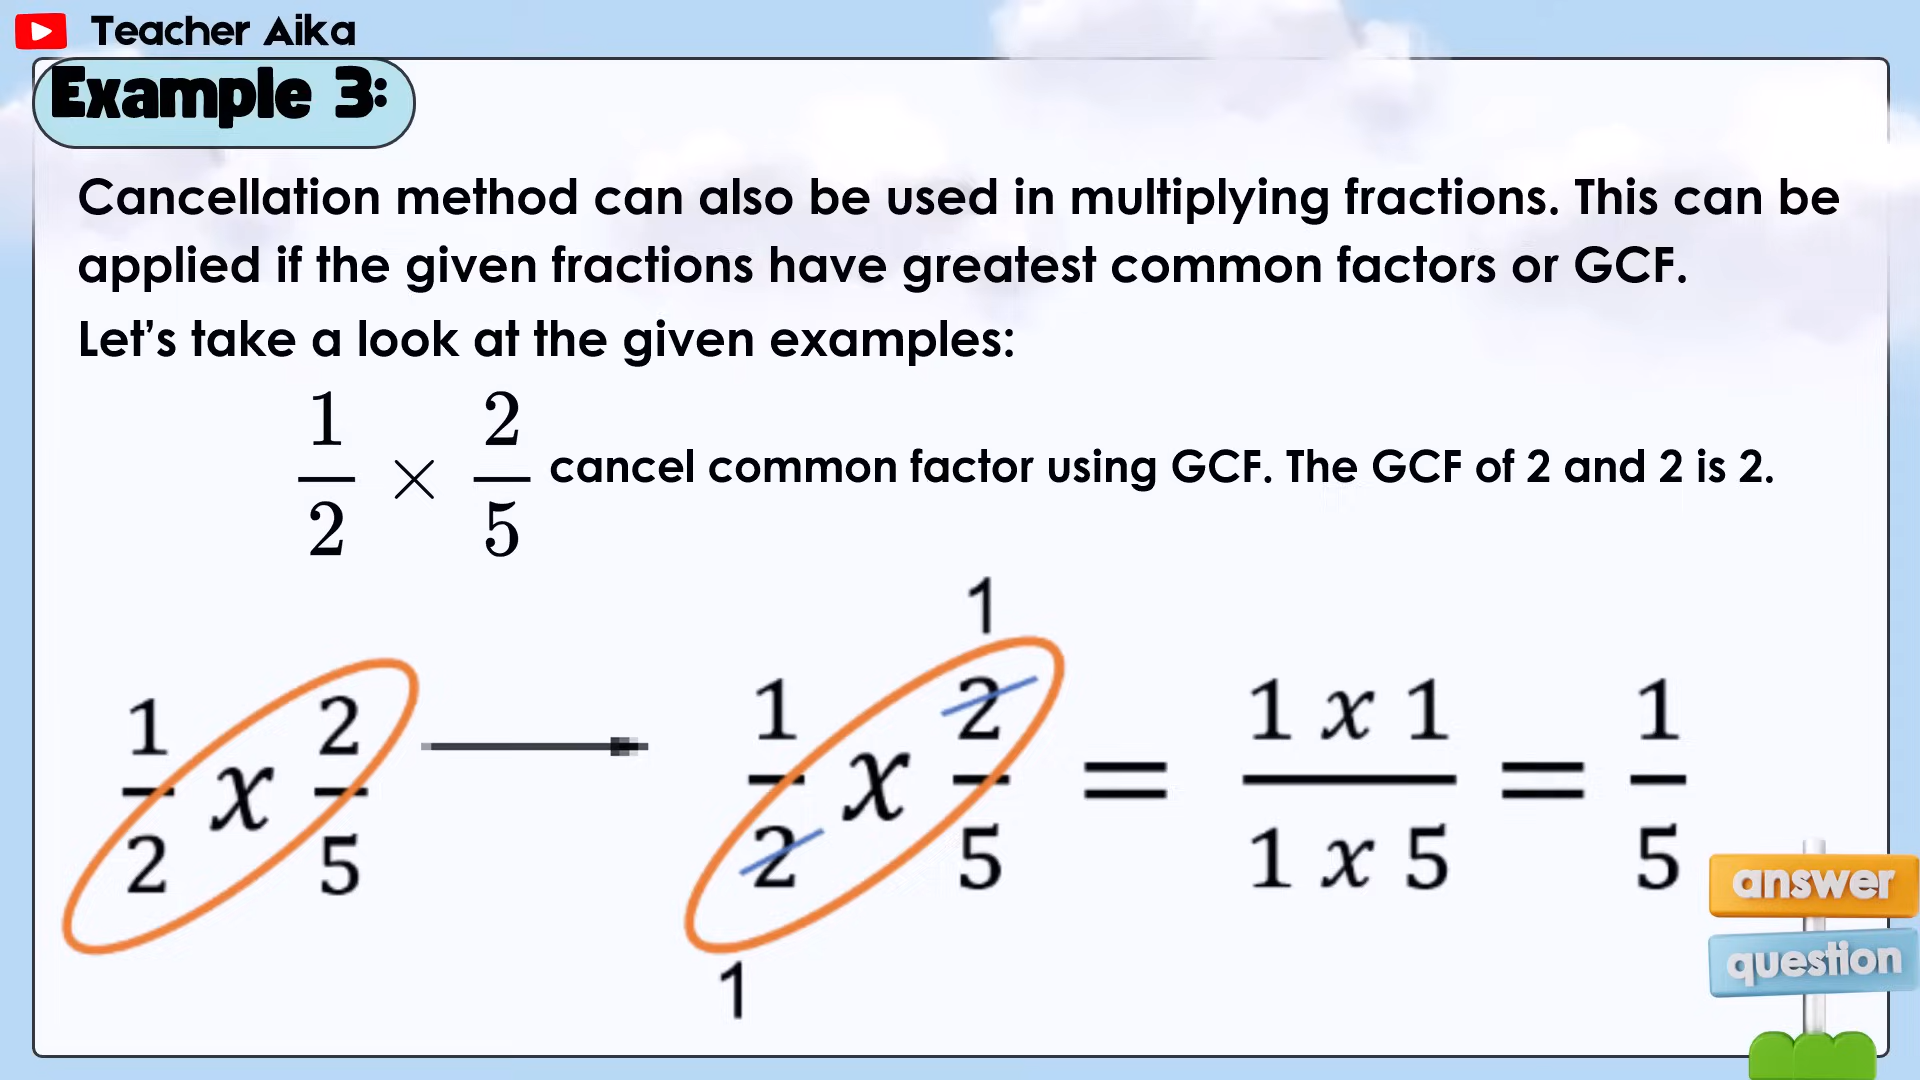 Teacher Aika
Example 3:
Cancellation method can also be used in multiplying fractions. This can be
applied if the given fractions have greatest common factors or GCF.
Let's take a look at the given examples:
1/2 × 2/5 cancel common factor using GCF. The GCF of 2 and 2 is 2.
1
1/2 x 2/5 1/2 x 2/5 = 1 x 1/1 x 5 = 1/5
1
answer
question